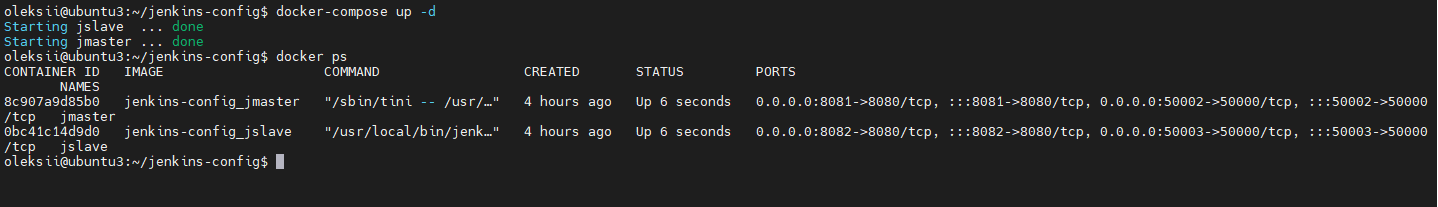 oleksii@ubuntu3:~/jenkins-config$ docker-compose up -d
Starting jslave  ... done
Starting jmaster ... done
oleksii@ubuntu3:~/jenkins-config$ docker ps
CONTAINER ID   IMAGE                    COMMAND                  CREATED       STATUS         PORTS
       NAMES
8c907a9d85b0   jenkins-config_jmaster   "/sbin/tini -- /usr/…"   4 hours ago   Up 6 seconds   0.0.0.0:8081->8080/tcp, :::8081->8080/tcp, 0.0.0.0:50002->50000/tcp, :::50002->50000
/tcp   jmaster
0bc41c14d9d0   jenkins-config_jslave    "/usr/local/bin/jenk…"   4 hours ago   Up 6 seconds   0.0.0.0:8082->8080/tcp, :::8082->8080/tcp, 0.0.0.0:50003->50000/tcp, :::50003->50000
/tcp   jslave
oleksii@ubuntu3:~/jenkins-config$